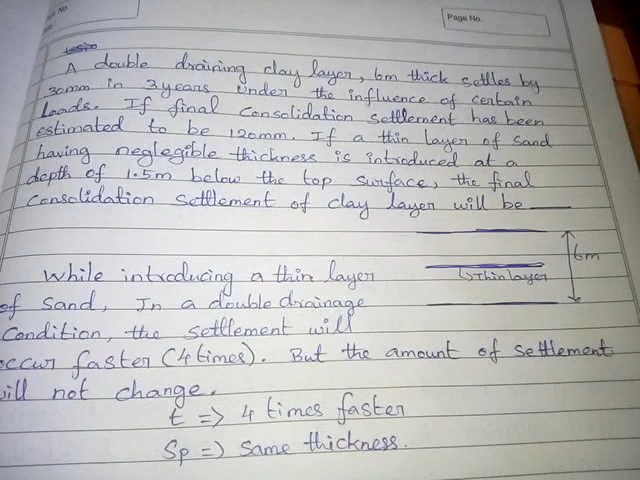 Page No.
A double draining clay layer, 6m thick settles by
30mm in 3years under the influence of certain
loads. If final consolidation settlement has been
estimated to be 120mm. If a thin layer of sand
having neglegible thickness is introduced at a
depth of 1.5m below the top surface, the final
consolidation settlement of clay layer will be
6m
While introducing a thin layer
Thin layer
of sand, In a double drainage
Condition, the settlement will
occur faster (4 times). But the amount of settlement
will not change.
t => 4 times faster
Sp => Same thickness.